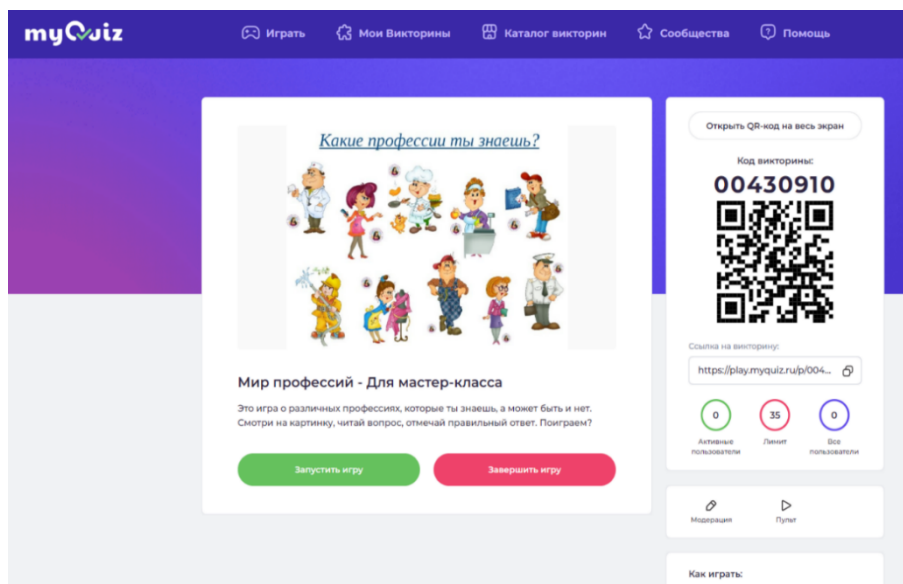 myQuiz
Играть
Мои Викторины
Каталог викторин
Сообщества
Помощь
Какие профессии ты знаешь?
Мир профессий - Для мастер-класса
Это игра о различных профессиях, которые ты знаешь, а может быть и нет.
Смотри на картинку, читай вопрос, отмечай правильный ответ. Поиграем?
Запустить игру
Завершить игру
Открыть QR-код на весь экран
Код викторины:
00430910
Ссылка на викторину:
https://play.myquiz.ru/p/004...
0
Активные
пользователи
35
Лимит
0
Все
пользователи
Модерация
Пульт
Как играть: